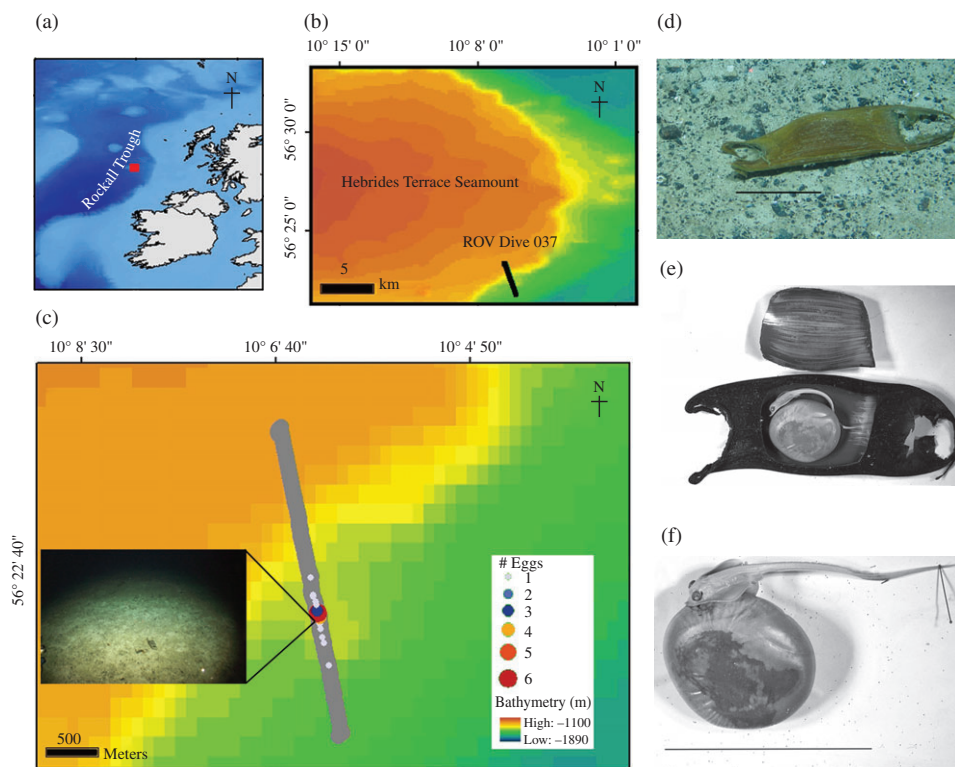 (a)
N
Rockall Trough
(b)
10° 15' 0"
10° 8' 0"
10° 1' 0"
56° 30' 0"
56° 25' 0"
N
Hebrides Terrace Seamount
ROV Dive 037
5
km
(c)
10° 8' 30"
10° 6' 40"
10° 4' 50"
56° 22' 40"
N
# Eggs
1
2
3
4
5
6
Bathymetry (m)
High: –1100
Low: –1890
500
Meters
(d)
(e)
(f)